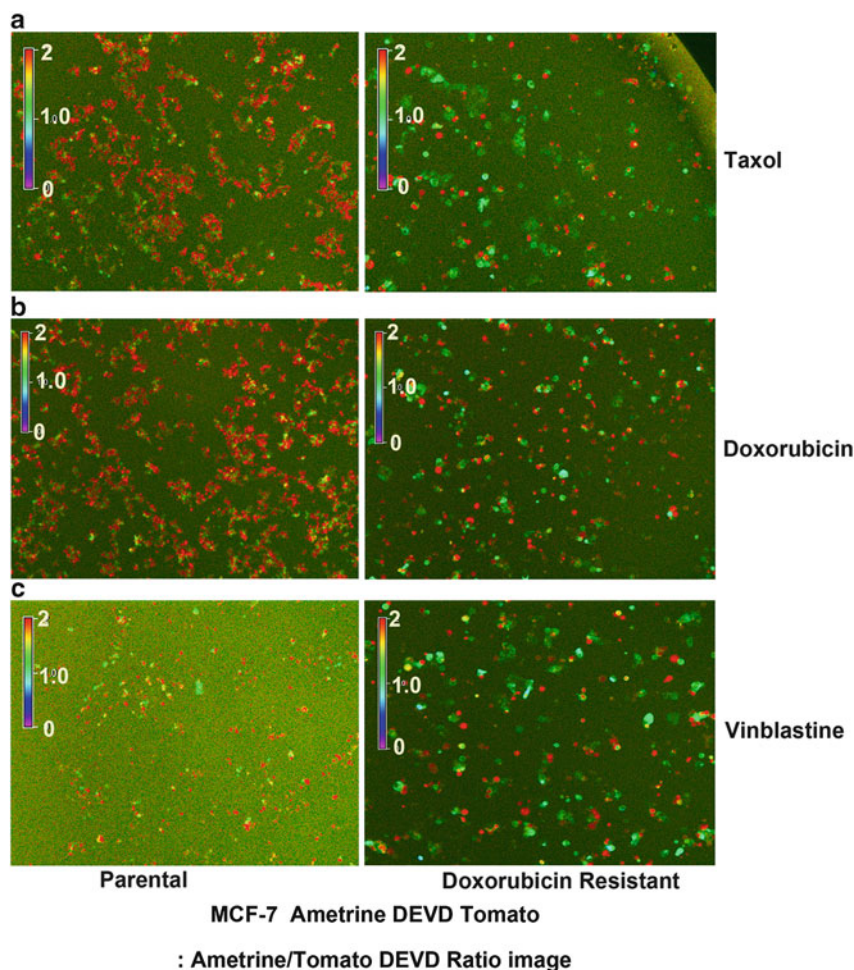 a
2
1.0
0
2
1.0
0
Taxol
b
2
1.0
0
2
1.0
0
Doxorubicin
c
2
1.0
0
2
1.0
0
Vinblastine
Parental
Doxorubicin Resistant
MCF-7 Ametrine DEVD Tomato
: Ametrine/Tomato DEVD Ratio image